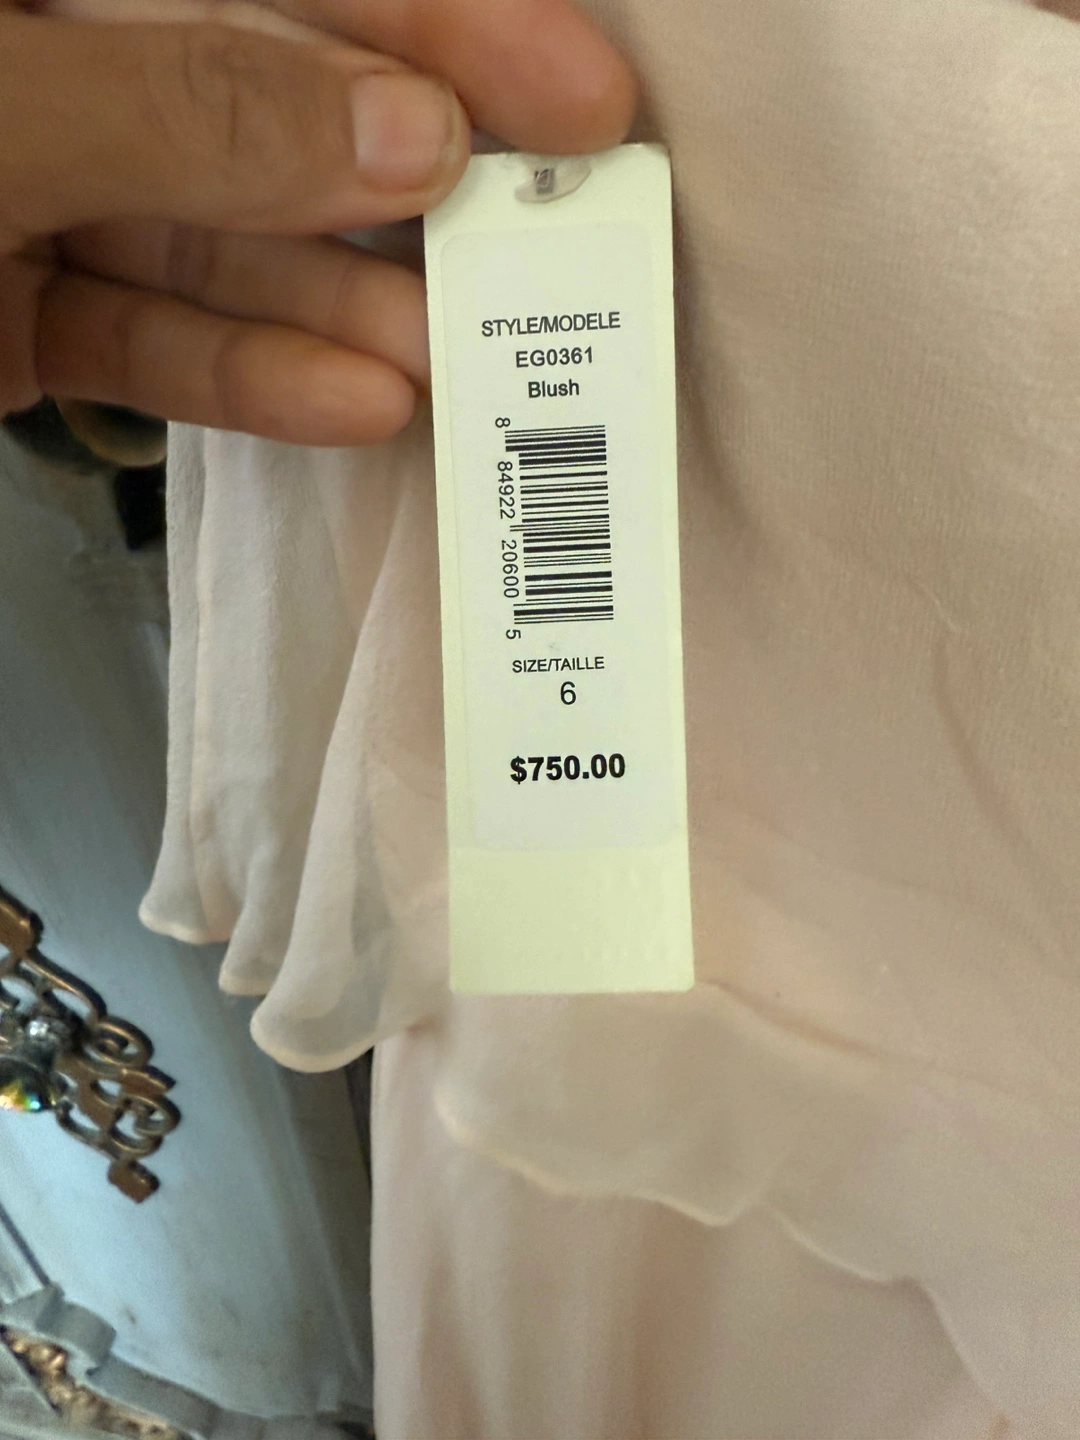 STYLE/MODELE
EG0361
Blush
8 84922 20600 5
SIZE/TAILLE
6
$750.00